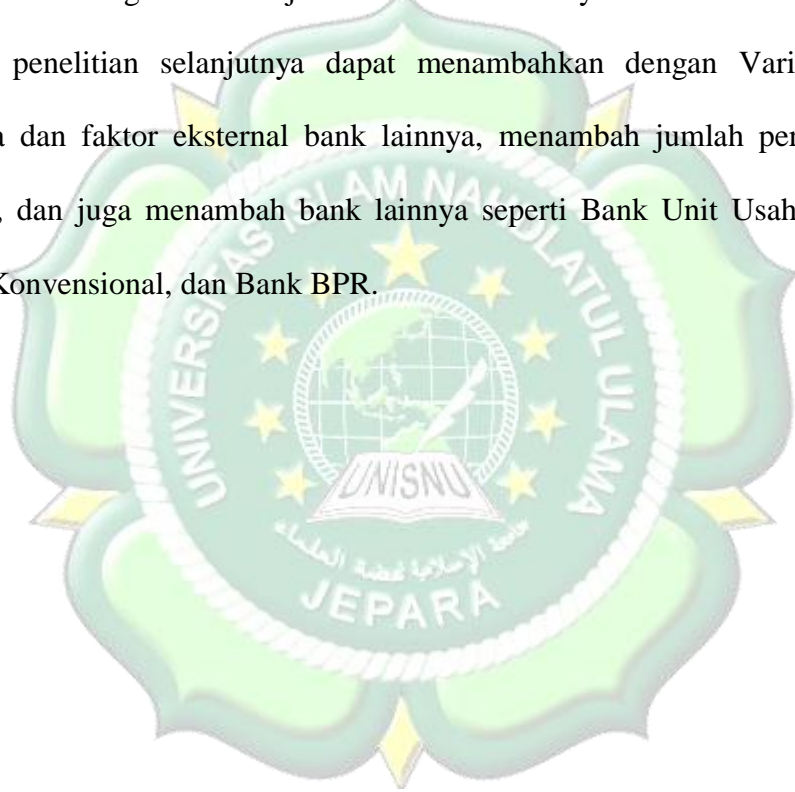 penelitian selanjutnya dapat menambahkan dengan Vari
dan faktor eksternal bank lainnya, menambah jumlah per
, dan juga menambah bank lainnya seperti Bank Unit Usah
Konvensional, dan Bank BPR.
UNIVERSITAS ISLAM NAHDLATUL ULAMA
UNISNU
JEPARA